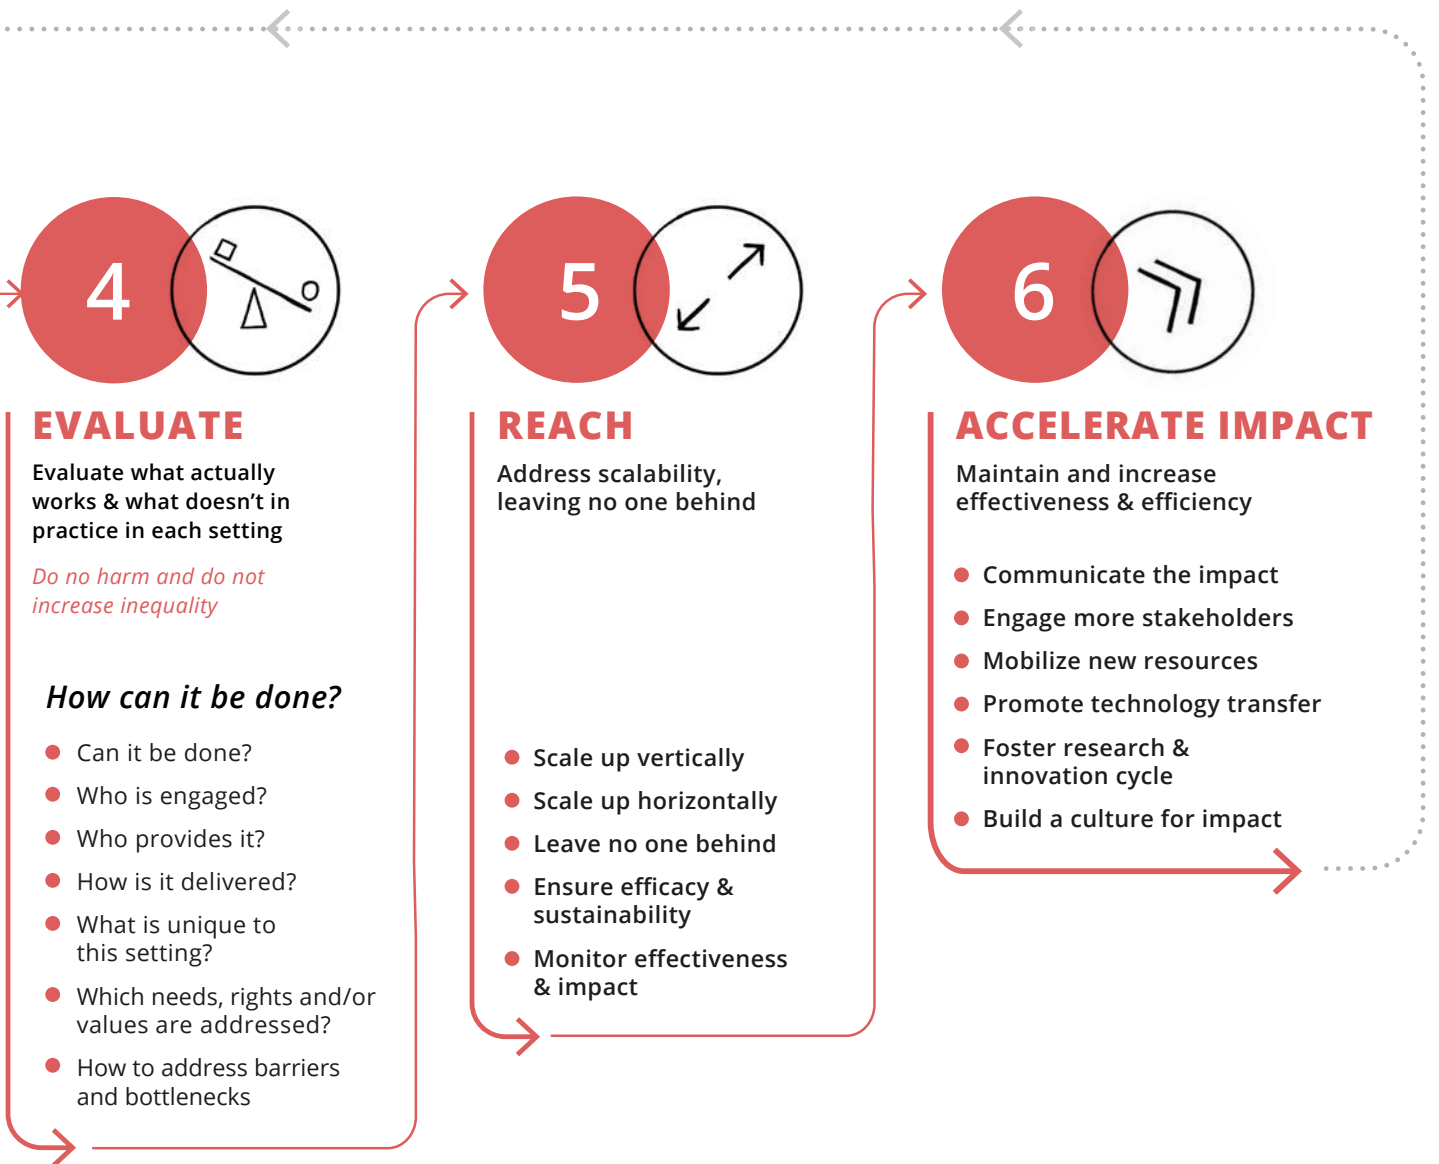 4
EVALUATE
Evaluate what actually
works & what doesn’t in
practice in each setting
Do no harm and do not
increase inequality
How can it be done?
Can it be done?
Who is engaged?
Who provides it?
How is it delivered?
What is unique to
this setting?
Which needs, rights and/or
values are addressed?
How to address barriers
and bottlenecks
5
REACH
Address scalability,
leaving no one behind
Scale up vertically
Scale up horizontally
Leave no one behind
Ensure efficacy &
sustainability
Monitor effectiveness
& impact
6
ACCELERATE IMPACT
Maintain and increase
effectiveness & efficiency
Communicate the impact
Engage more stakeholders
Mobilize new resources
Promote technology transfer
Foster research &
innovation cycle
Build a culture for impact